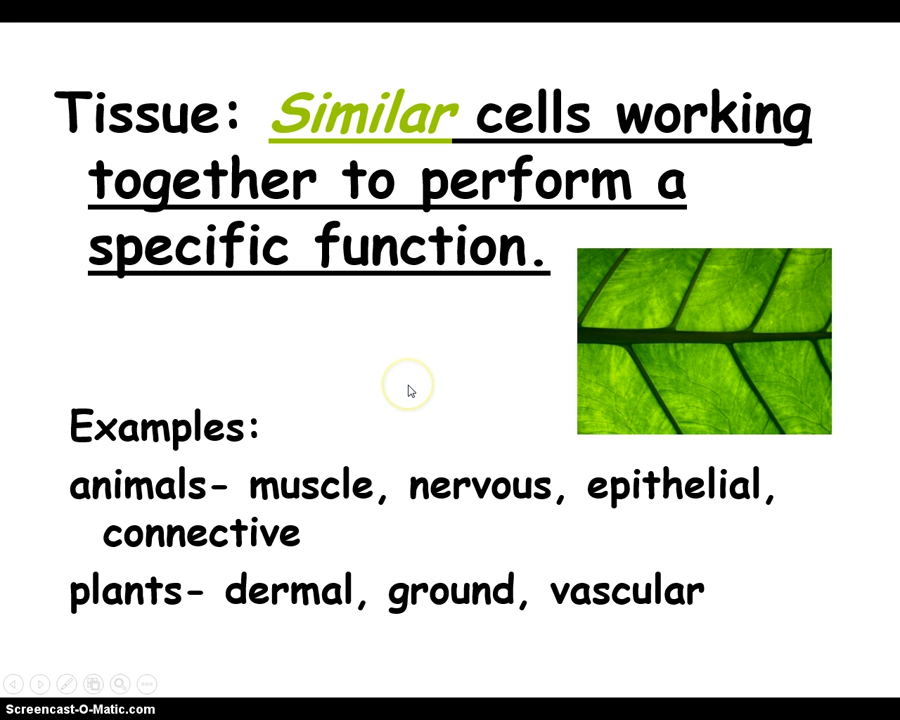 Tissue: Similar cells working
together to perform a
specific function.
Examples:
animals- muscle, nervous, epithelial,
connective
plants- dermal, ground, vascular
Screencast-O-Matic.com